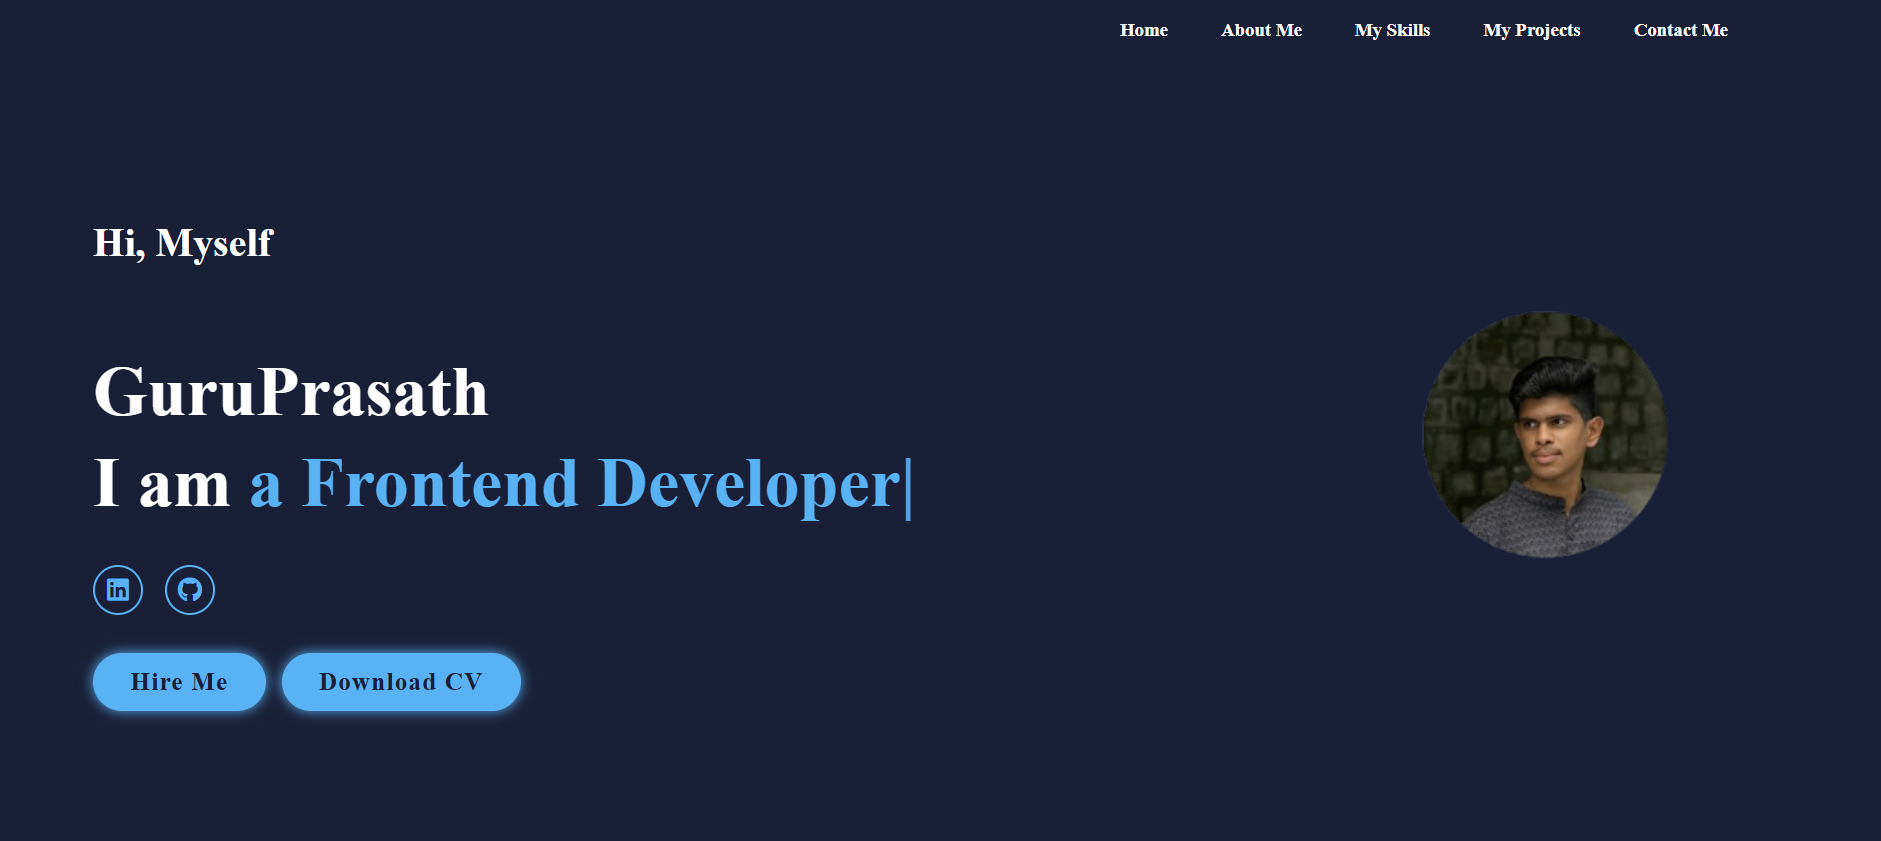 Home About Me My Skills My Projects Contact Me
Hi, Myself
GuruPrasath
I am a Frontend Developer|
in
Hire Me Download CV